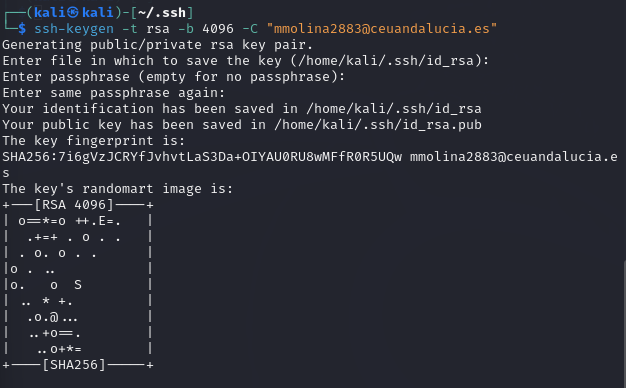 ┌──(kali㉿kali)-[~/.ssh]
└─$ ssh-keygen -t rsa -b 4096 -C "mmolina2883@ceuandalucia.es"
Generating public/private rsa key pair.
Enter file in which to save the key (/home/kali/.ssh/id_rsa):
Enter passphrase (empty for no passphrase):
Enter same passphrase again:
Your identification has been saved in /home/kali/.ssh/id_rsa
Your public key has been saved in /home/kali/.ssh/id_rsa.pub
The key fingerprint is:
SHA256:7i6gVzJCRYfJvhvtLaS3Da+OIYAU0RU8wMFfR0R5UQw mmolina2883@ceuandalucia.e
s
The key's randomart image is:
+---[RSA 4096]----+
| o==*=o ++.E=.   |
|  .+=+ . o . .   |
| . o. o . .      |
|o . ..           |
|o.   o  S        |
| .. * +.         |
|  .o.@...        |
|  ..+o==.        |
|   ..o+*=        |
+----[SHA256]-----+